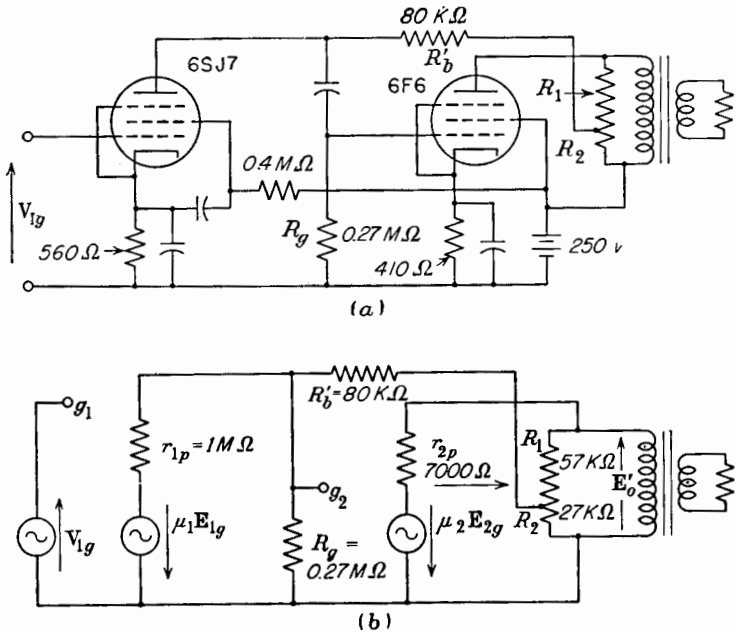 80 KΩ
6SJ7
R'b
6F6
R1
R2
0.4 MΩ
V1g
560 Ω
Rg
0.27 MΩ
410 Ω
250 v
(a)
g1
R'b = 80 KΩ
r1p = 1 MΩ
r2p
7000 Ω
R1
57 KΩ
E'o
g2
R2
27 KΩ
V1g
μ1E1g
Rg =
0.27 MΩ
μ2E2g
(b)